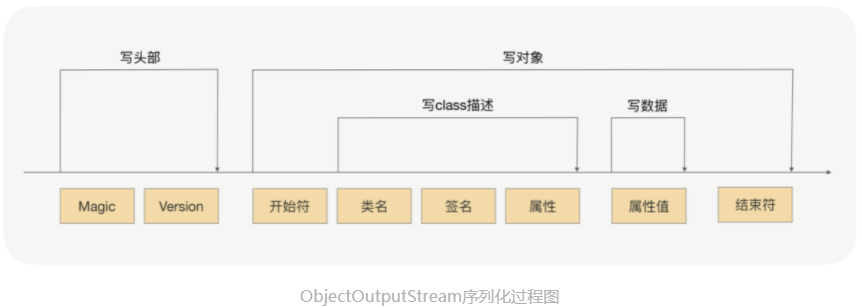 写头部
写对象
写class描述
写数据
Magic
Version
开始符
类名
签名
属性
属性值
结束符
ObjectOutputStream序列化过程图